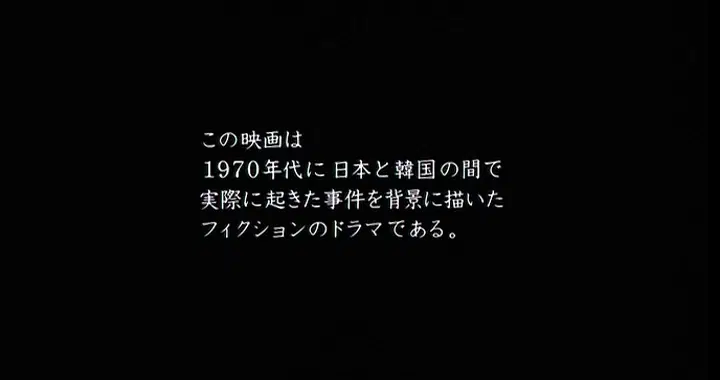 この映画は
1970年代に日本と韓国の間で
実際に起きた事件を背景に描いた
フィクションのドラマである。